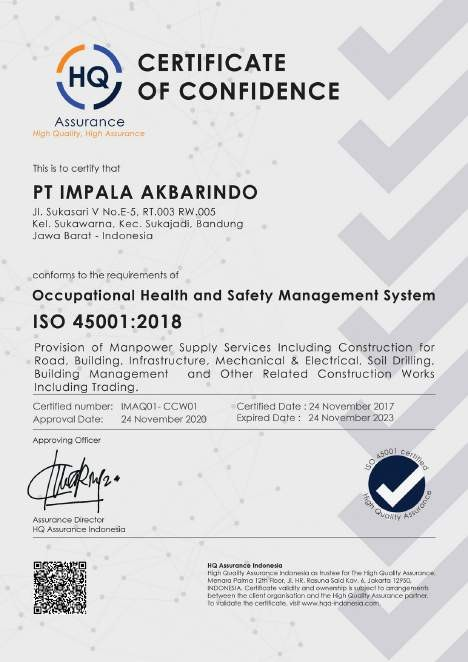 HQ
Assurance
High Quality, High Assurance
CERTIFICATE
OF CONFIDENCE
This is to certify that
PT IMPALA AKBARINDO
Jl. Sukasari V No.E-5, RT.003 RW.005
Kel. Sukawarna, Kec. Sukajadi, Bandung
Jawa Barat - Indonesia
conforms to the requirements of
Occupational Health and Safety Management System
ISO 45001:2018
Provision of Manpower Supply Services Including Construction for
Road, Building, Infrastructure, Mechanical & Electrical, Soil Drilling,
Building Management and Other Related Construction Works
Including Trading.
Certified number: IMAQ01- CCW01 Certified Date : 24 November 2017
Approval Date: 24 November 2020 Expired Date : 24 November 2023
Approving Officer
Assurance Director
HQ Assurance Indonesia
ISO 45001 certified
High Quality Assurance
HQ Assurance Indonesia
High Quality Assurance Indonesia as trustee for The High Quality Assurance,
Menara Palma 12th Floor, Jl. HR. Rasuna Said Kav. 6, Jakarta 12950,
INDONESIA. Certificate validity and ownership is subject to arrangements
between the client organisation and the High Quality Assurance partner.
To validate the certificate, visit www.hqa-indonesia.com.